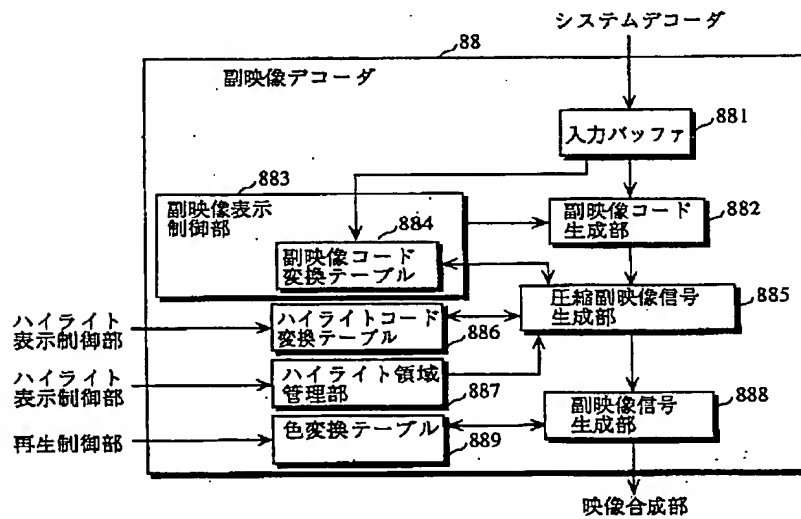 システムデコーダ
88
副映像デコーダ
881
入力バッファ
883
副映像表示
制御部
884
副映像コード
変換テーブル
副映像コード
生成部
882
圧縮副映像信号
生成部
885
ハイライト
表示制御部
ハイライトコード
変換テーブル
886
ハイライト
表示制御部
ハイライト領域
管理部
887
副映像信号
生成部
888
再生制御部
色変換テーブル
889
映像合成部